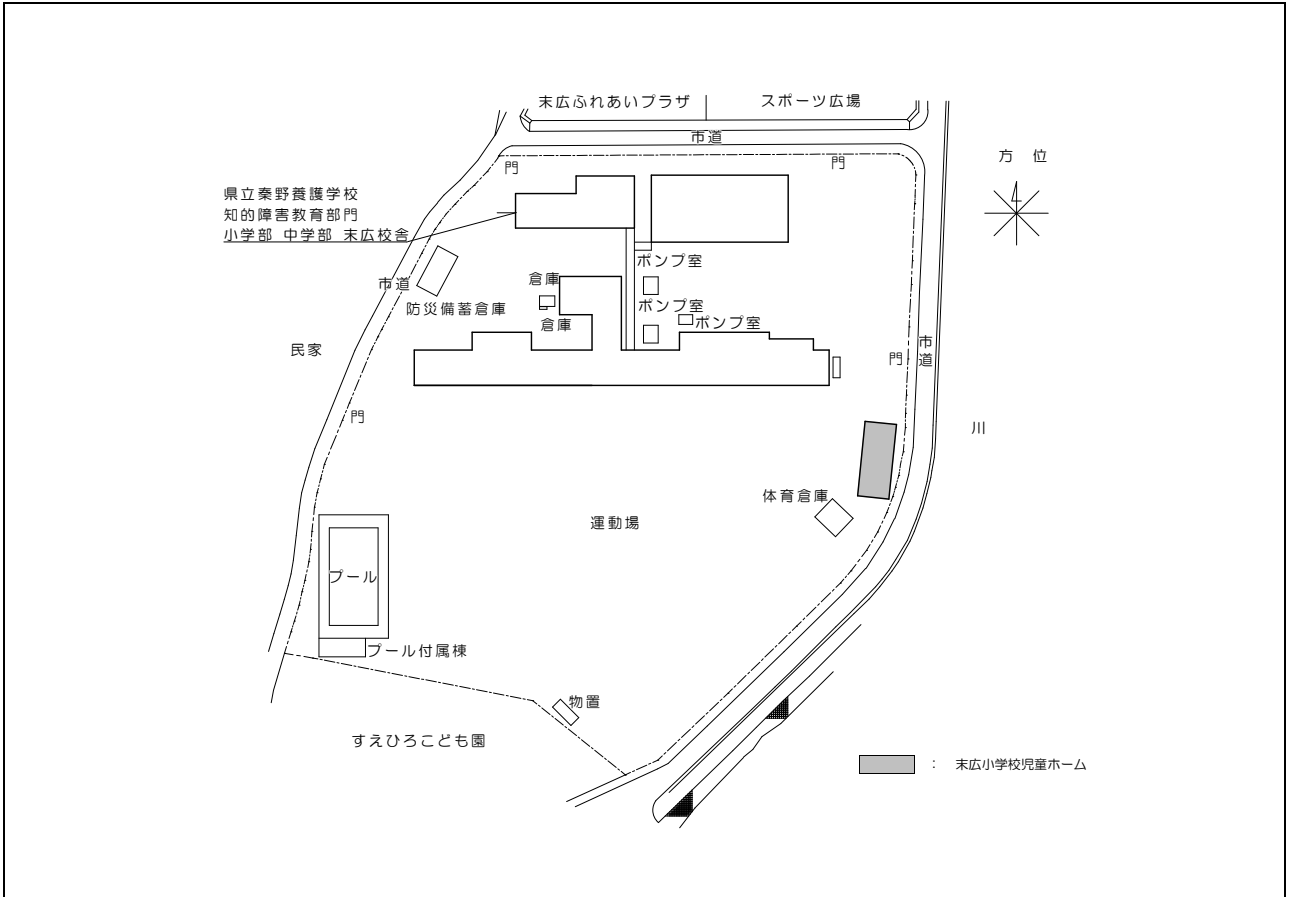 末広ふれあいプラザ
スポーツ広場
市道
方 位
門
門
県立秦野養護学校
知的障害教育部門
小学部 中学部 末広校舎
ポンプ室
倉庫
市道
防災備蓄倉庫
ポンプ室
倉庫
ポンプ室
民家
門
市道
門
川
体育倉庫
運動場
プール
プール付属棟
物置
すえひろこども園
: 末広小学校児童ホーム